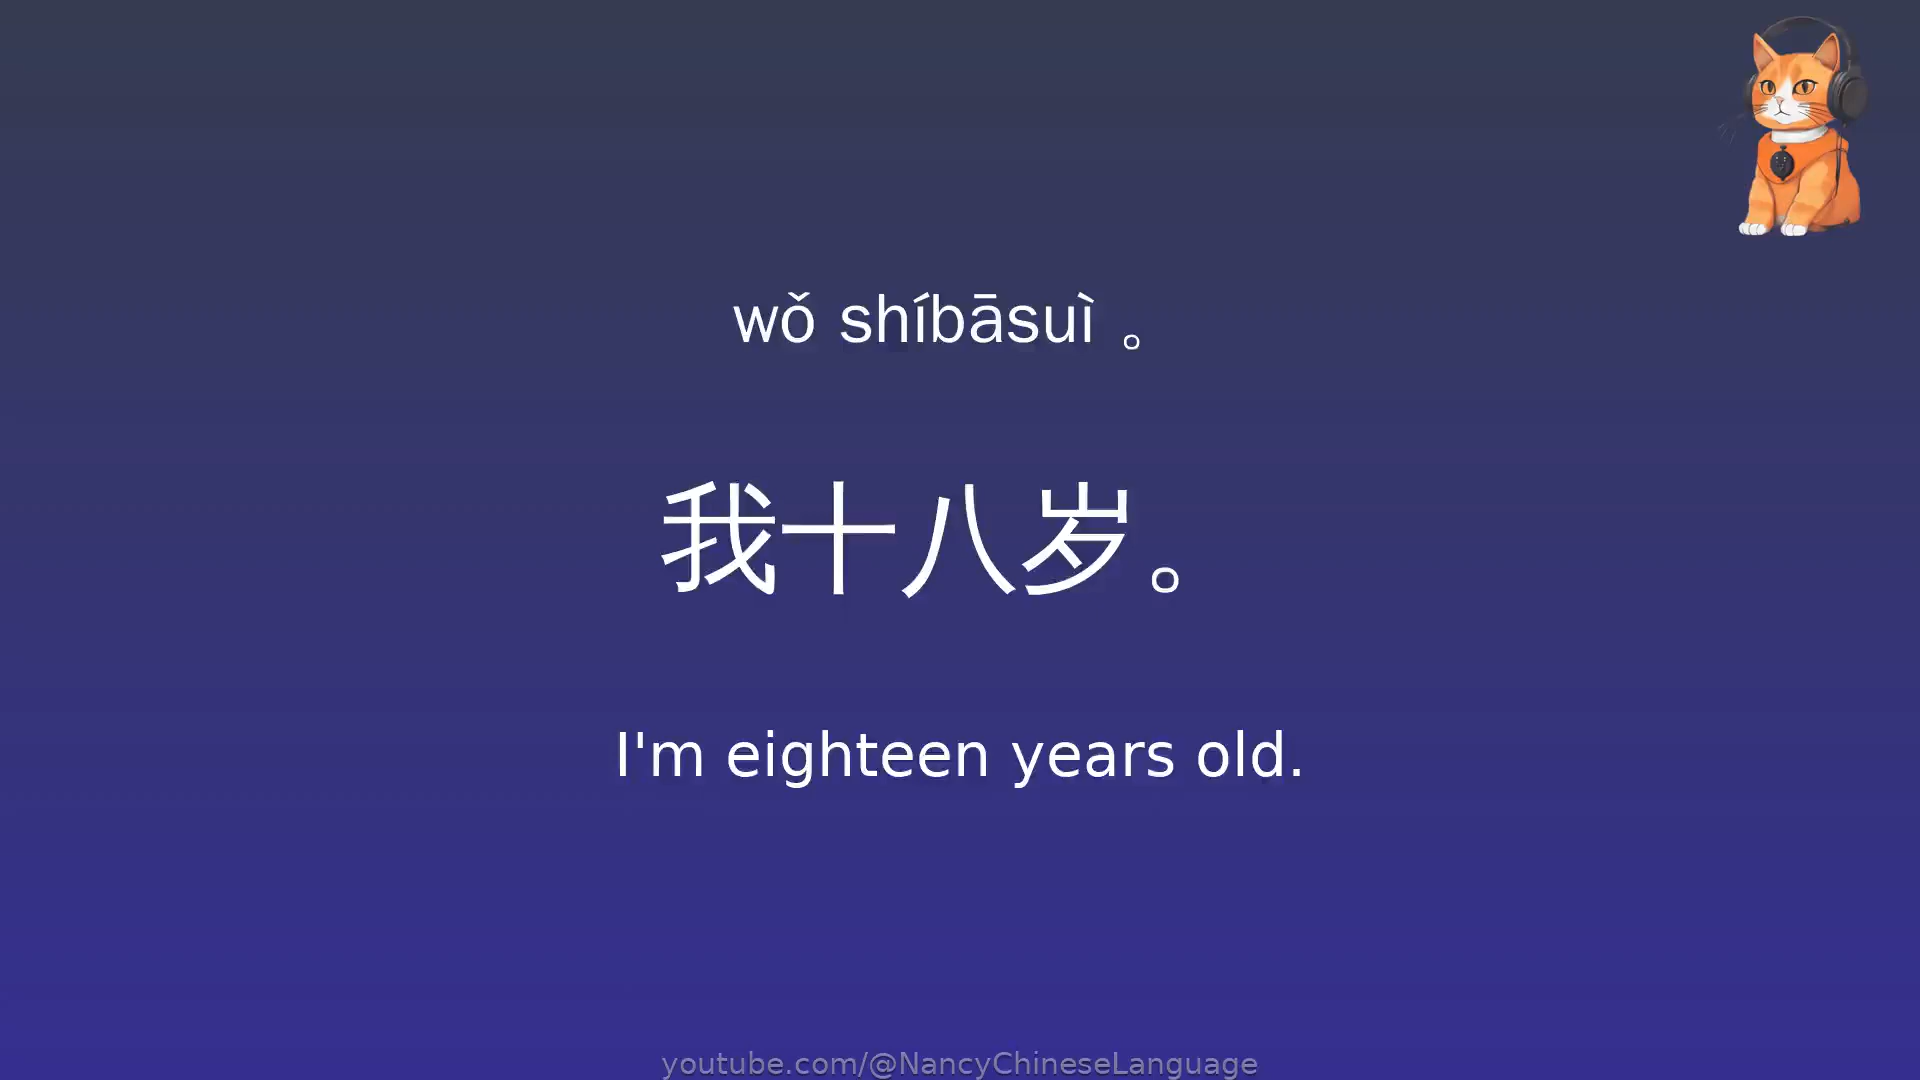 wǒ shíbāsuì 。
我十八岁。
I'm eighteen years old.
youtube.com/@NancyChineseLanguage